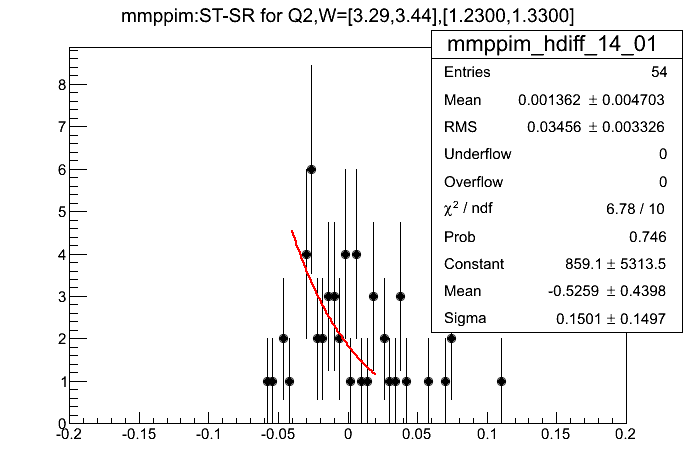 mmppim:ST-SR for Q2,W=[3.29,3.44],[1.2300,1.3300]
mmppim_hdiff_14_01
Entries 54
Mean 0.001362 ± 0.004703
RMS 0.03456 ± 0.003326
Underflow 0
Overflow 0
χ² / ndf 6.78 / 10
Prob 0.746
Constant 859.1 ± 5313.5
Mean -0.5259 ± 0.4398
Sigma 0.1501 ± 0.1497
8
7
6
5
4
3
2
1
0
-0.2 -0.15 -0.1 -0.05 0 0.05 0.1 0.15 0.2